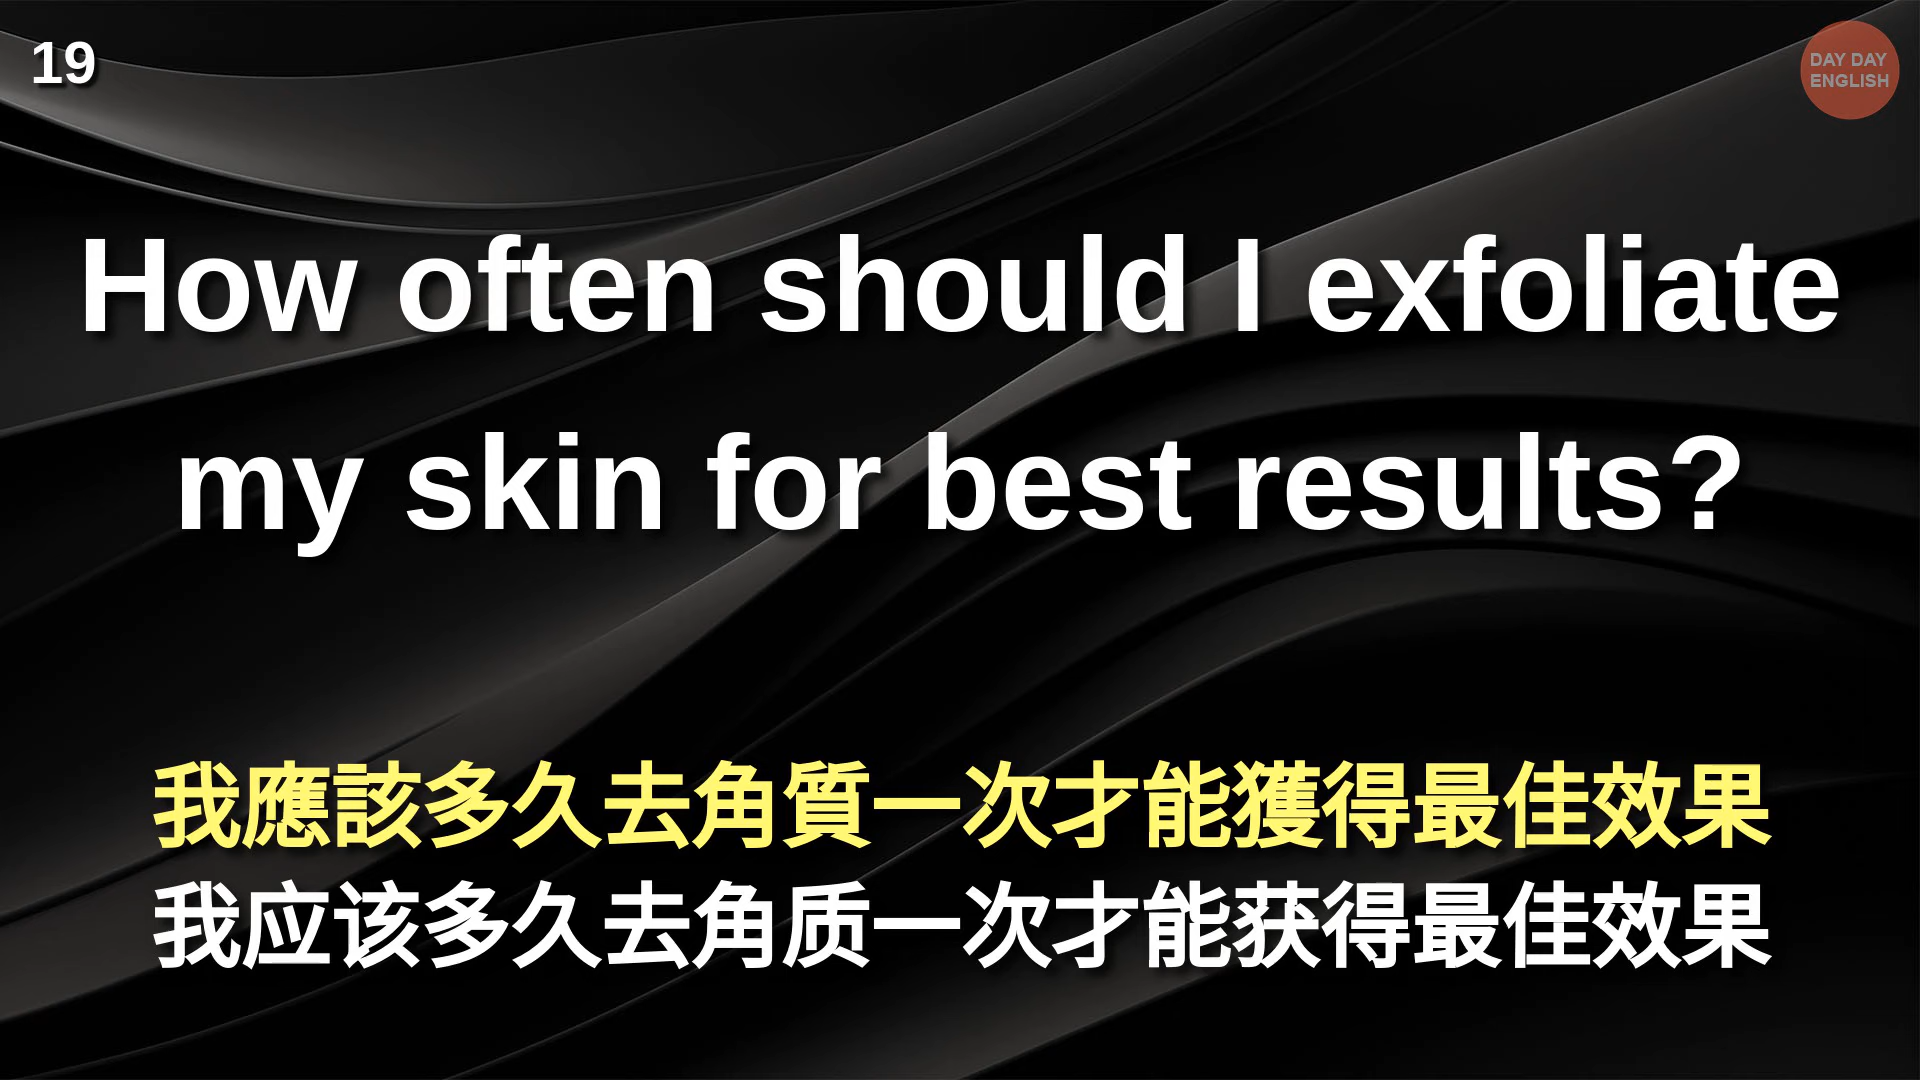 19
DAY DAY
ENGLISH
How often should I exfoliate
my skin for best results?
我應該多久去角質一次才能獲得最佳效果
我应该多久去角质一次才能获得最佳效果